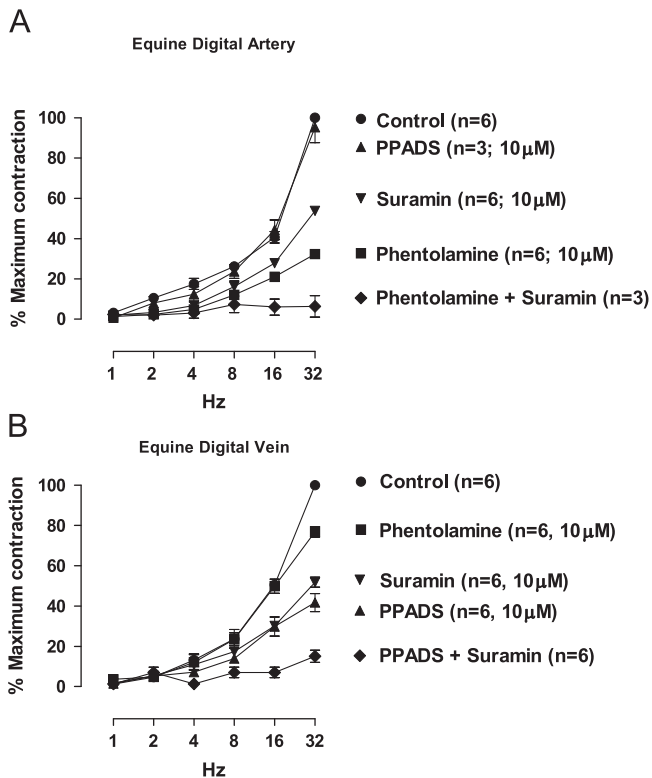 A
Equine Digital Artery
% Maximum contraction
100
80
60
40
20
0
1 2 4 8 16 32
Hz
Control (n=6)
PPADS (n=3; 10μM)
Suramin (n=6; 10μM)
Phentolamine (n=6; 10μM)
Phentolamine + Suramin (n=3)
B
Equine Digital Vein
% Maximum contraction
100
80
60
40
20
0
1 2 4 8 16 32
Hz
Control (n=6)
Phentolamine (n=6, 10μM)
Suramin (n=6, 10μM)
PPADS (n=6, 10μM)
PPADS + Suramin (n=6)